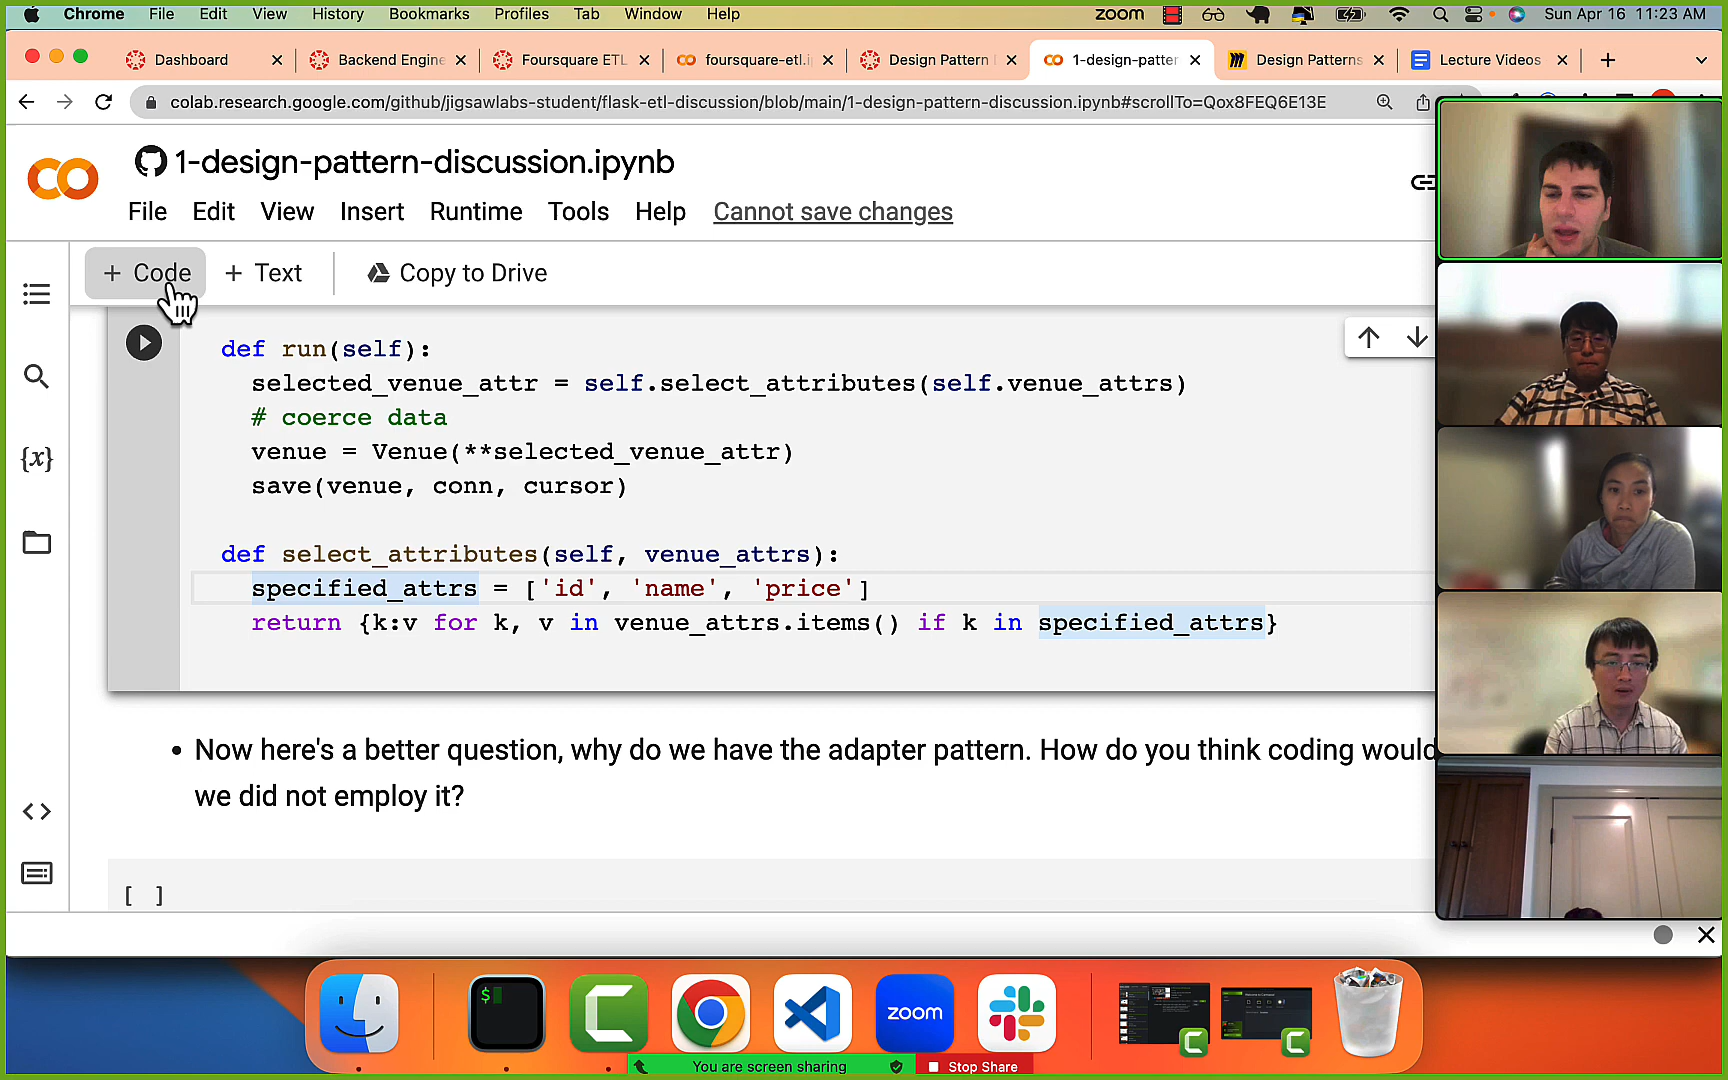 Chrome File Edit View History Bookmarks Profiles Tab Window Help zoom Sun Apr 16 11:23 AM
Dashboard Backend Engine Foursquare ETL foursquare-etl.i Design Pattern 1-design-patter Design Patterns Lecture Videos
colab.research.google.com/github/jigsawlabs-student/flask-etl-discussion/blob/main/1-design-pattern-discussion.ipynb#scrollTo=Qox8FEQ6E13E
1-design-pattern-discussion.ipynb
File Edit View Insert Runtime Tools Help Cannot save changes
+ Code + Text Copy to Drive
def run(self):
selected_venue_attr = self.select_attributes(self.venue_attrs)
# coerce data
venue = Venue(**selected_venue_attr)
save(venue, conn, cursor)
def select_attributes(self, venue_attrs):
specified_attrs = ['id', 'name', 'price']
return {k:v for k, v in venue_attrs.items() if k in specified_attrs}
• Now here's a better question, why do we have the adapter pattern. How do you think coding would
we did not employ it?
[ ]
{x}
$
zoom
You are screen sharing Stop Share